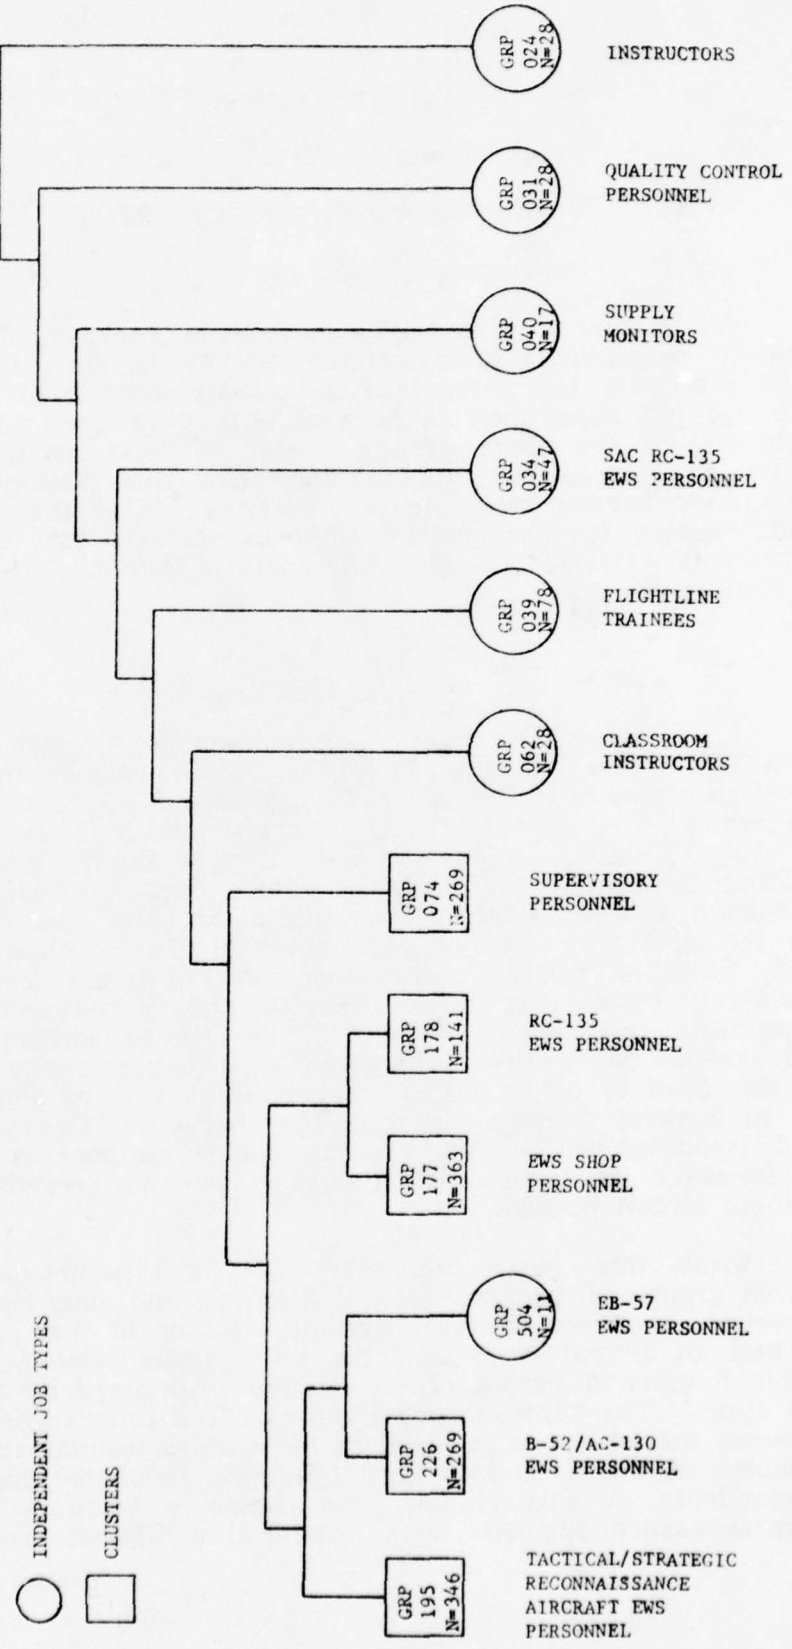 GRP
024
N=28
INSTRUCTORS
GRP
031
N=28
QUALITY CONTROL
PERSONNEL
GRP
040
N=17
SUPPLY
MONITORS
GRP
034
N=47
SAC RC-135
EWS PERSONNEL
GRP
039
N=78
FLIGHTLINE
TRAINEES
GRP
062
N=28
CLASSROOM
INSTRUCTORS
GRP
074
N=269
SUPERVISORY
PERSONNEL
GRP
178
N=141
RC-135
EWS PERSONNEL
GRP
177
N=363
EWS SHOP
PERSONNEL
GRP
504
N=11
EB-57
EWS PERSONNEL
GRP
226
N=269
B-52/AC-130
EWS PERSONNEL
GRP
195
N=346
TACTICAL/STRATEGIC
RECONNAISSANCE
AIRCRAFT EWS
PERSONNEL
INDEPENDENT JOB TYPES
CLUSTERS